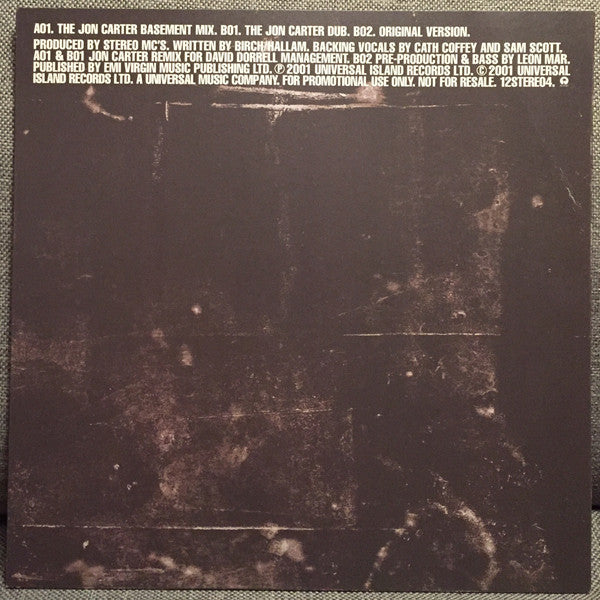 A01. THE JON CARTER BASEMENT MIX. B01. THE JON CARTER DUB. B02. ORIGINAL VERSION.
PRODUCED BY STEREO MC'S. WRITTEN BY BIRCH/HALLAM. BACKING VOCALS BY CATH COFFEY AND SAM SCOTT.
A01 & B01 JON CARTER REMIX FOR DAVID DORRELL MANAGEMENT. B02 PRE-PRODUCTION & BASS BY LEON MAR.
PUBLISHED BY EMI VIRGIN MUSIC PUBLISHING LTD. ℗ 2001 UNIVERSAL ISLAND RECORDS LTD. © 2001 UNIVERSAL
ISLAND RECORDS LTD. A UNIVERSAL MUSIC COMPANY. FOR PROMOTIONAL USE ONLY. NOT FOR RESALE. 12STEREO4.